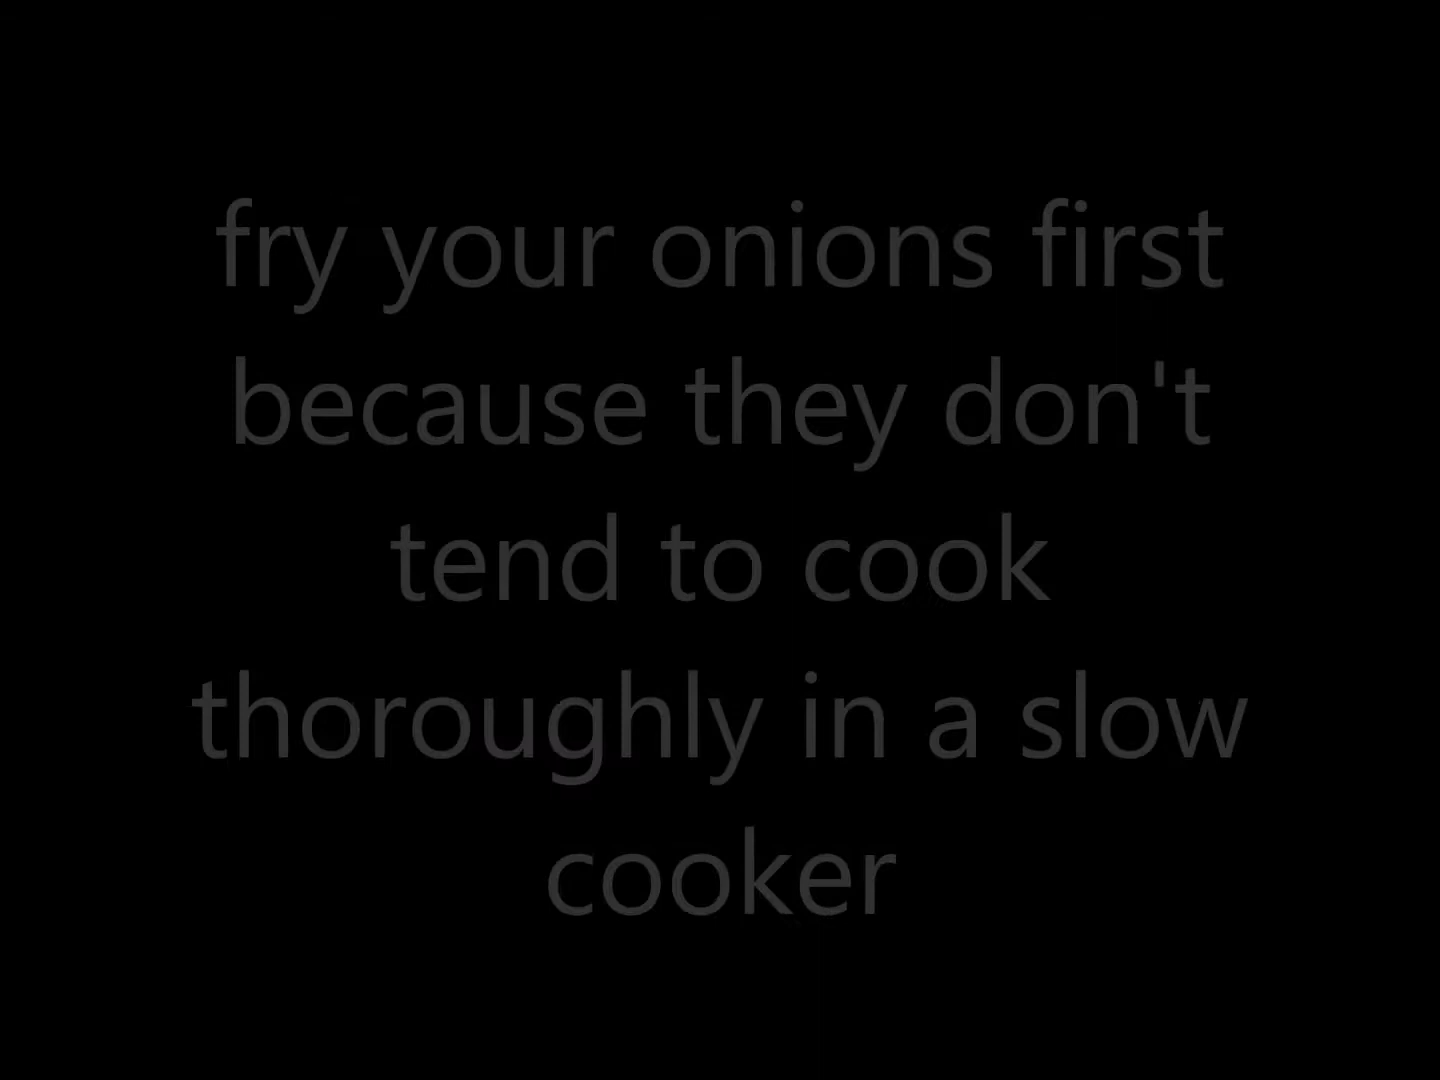 fry your onions first
because they don't
tend to cook
thoroughly in a slow
cooker